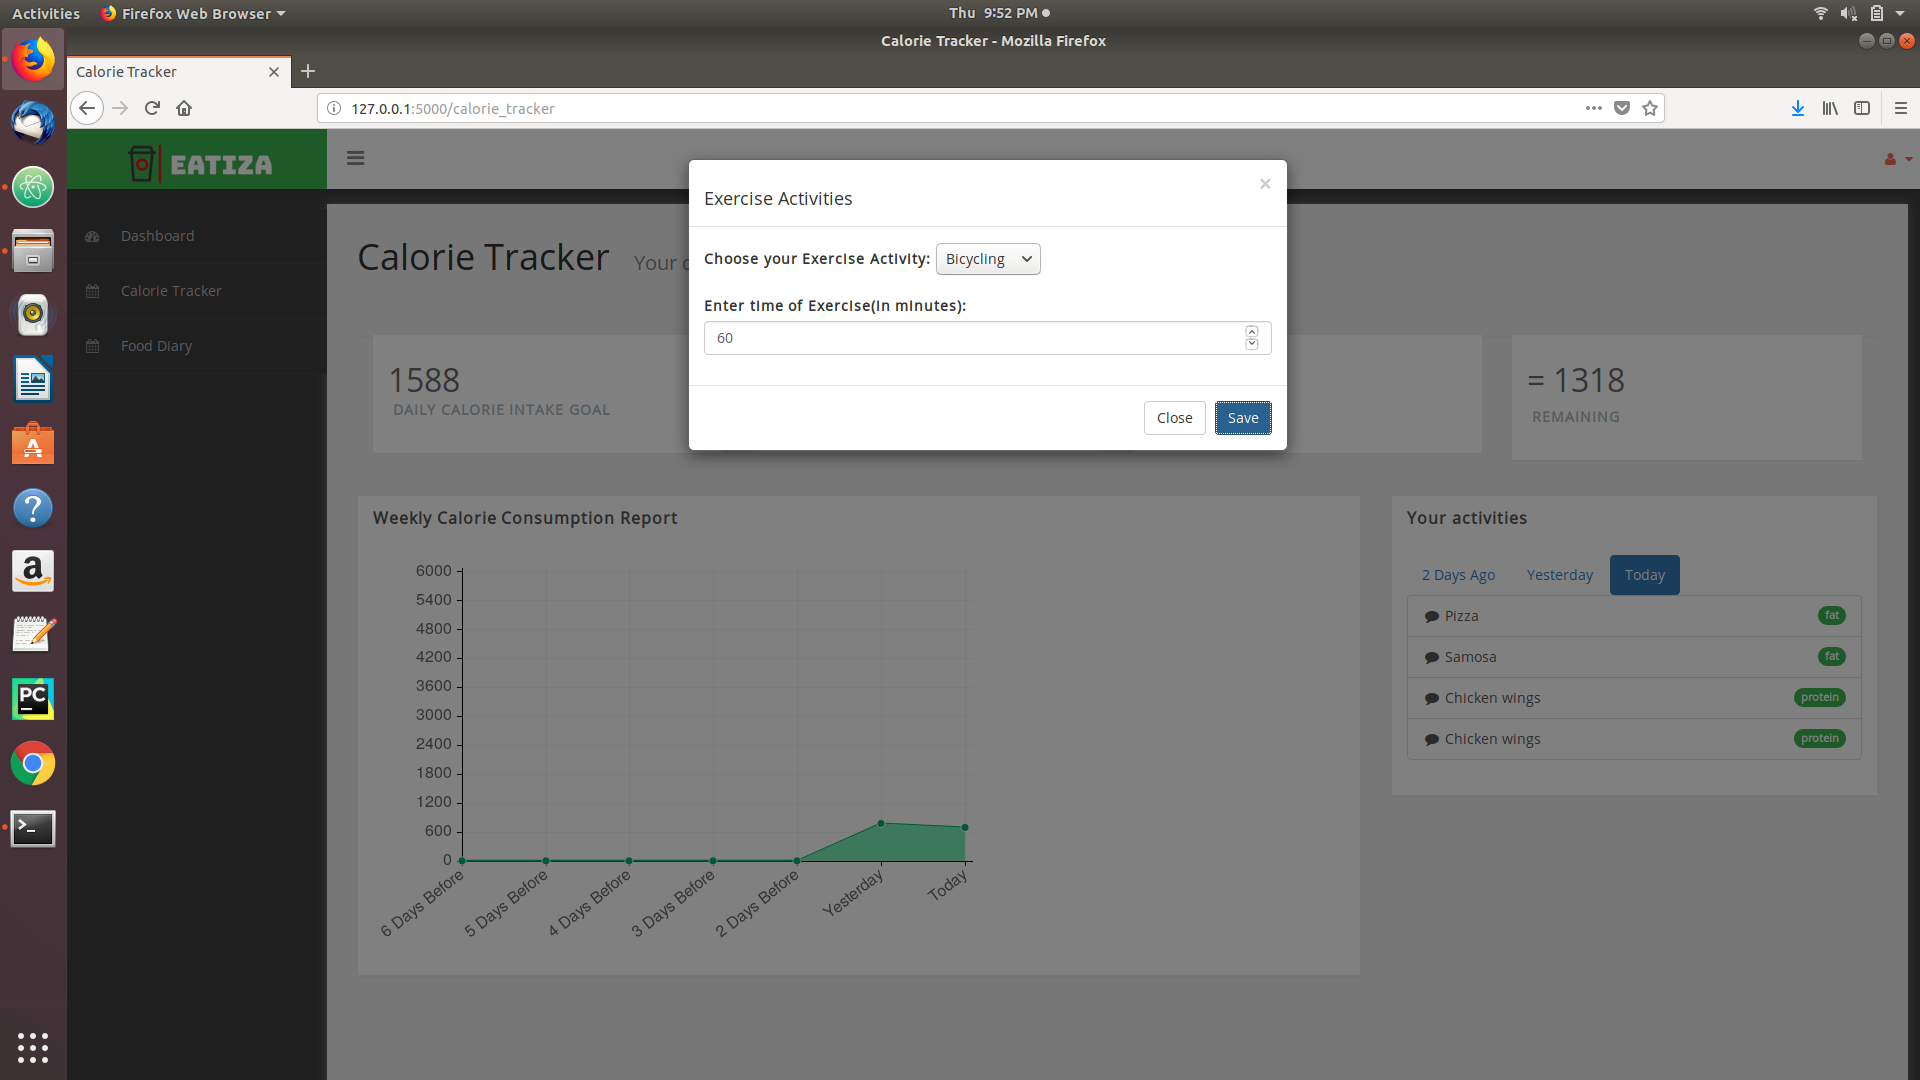 Activities
Firefox Web Browser
Thu 9:52 PM
Calorie Tracker - Mozilla Firefox
Calorie Tracker
127.0.0.1:5000/calorie_tracker
EATIZA
Dashboard
Calorie Tracker
Food Diary
Exercise Activities
×
Choose your Exercise Activity: Bicycling
Enter time of Exercise(in minutes):
60
Close
Save
Calorie Tracker
Your
1588
DAILY CALORIE INTAKE GOAL
= 1318
REMAINING
Weekly Calorie Consumption Report
6000
5400
4800
4200
3600
3000
2400
1800
1200
600
0
6 Days Before
5 Days Before
4 Days Before
3 Days Before
2 Days Before
Yesterday
Today
Your activities
2 Days Ago
Yesterday
Today
Pizza
fat
Samosa
fat
Chicken wings
protein
Chicken wings
protein
A
?
a
PC
>_